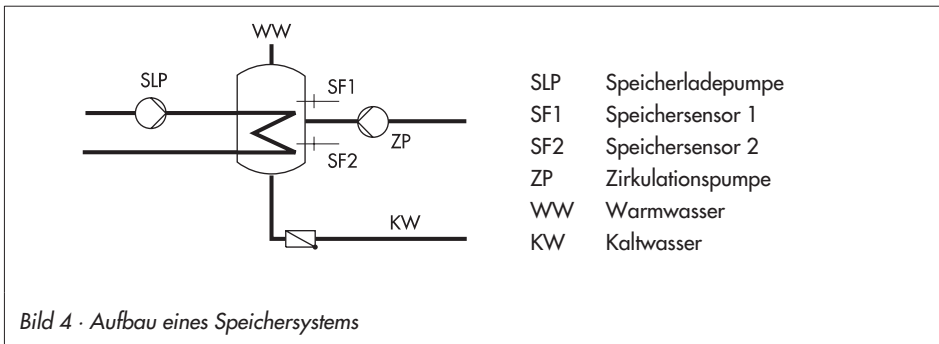 WW
SLP
SF1
ZP
SF2
KW
SLP Speicherladepumpe
SF1 Speichersensor 1
SF2 Speichersensor 2
ZP Zirkulationspumpe
WW Warmwasser
KW Kaltwasser
Bild 4 · Aufbau eines Speichersystems